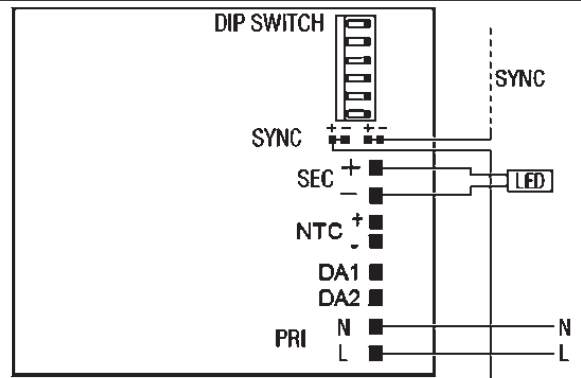 DIP SWITCH
SYNC
+ - + -
SYNC
SEC + LED
-
NTC +
-
DA1
DA2
PRI N N
L L